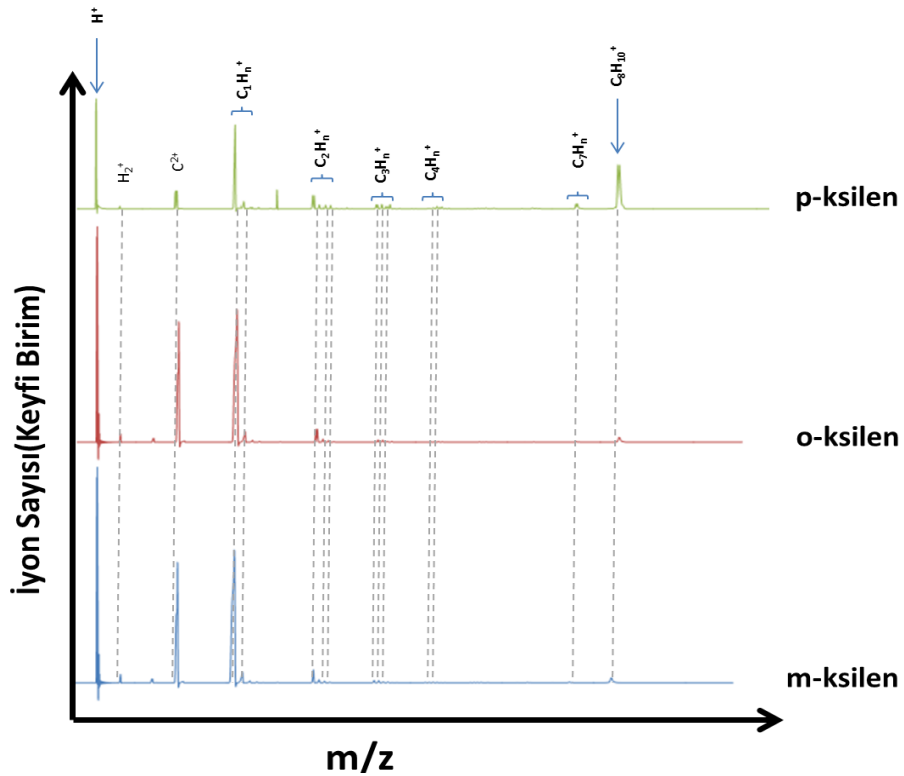 H⁺
H₂⁺
C²⁺
C₁Hₙ⁺
C₂Hₙ⁺
C₃Hₙ⁺
C₄Hₙ⁺
C₇Hₙ⁺
C₈H₁₀⁺
p-ksilen
o-ksilen
m-ksilen
İyon Sayısı(Keyfi Birim)
m/z